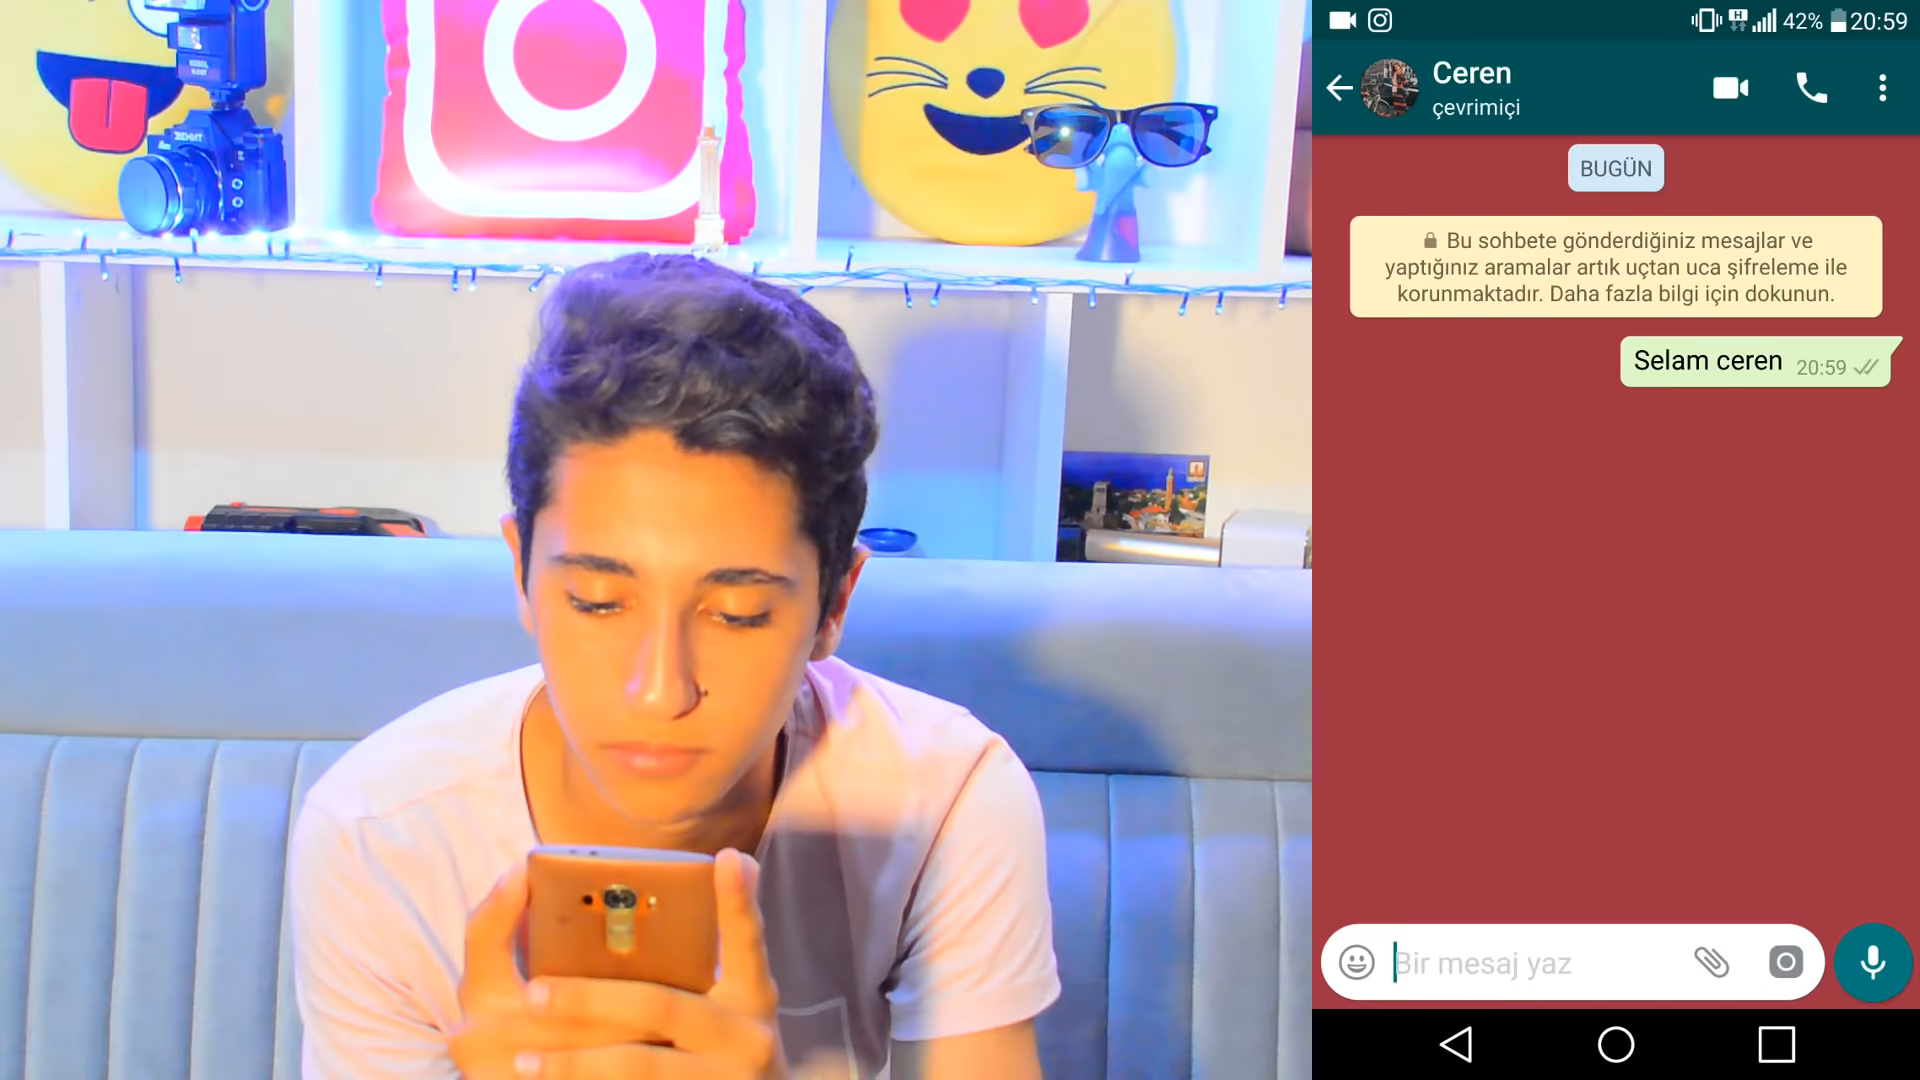 ЗЕНИТ
42% 20:59
Ceren
çevrimiçi
BUGÜN
Bu sohbete gönderdiğiniz mesajlar ve
yaptığınız aramalar artık uçtan uca şifreleme ile
korunmaktadır. Daha fazla bilgi için dokunun.
Selam ceren 20:59
Bir mesaj yaz